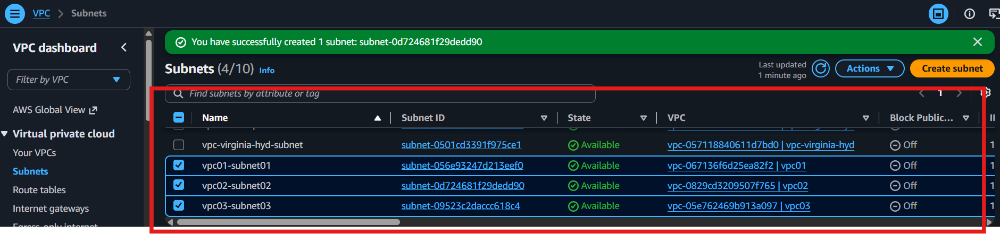 VPC > Subnets
VPC dashboard
Filter by VPC
AWS Global View
Virtual private cloud
Your VPCs
Subnets
Route tables
Internet gateways
Egress-only internet
You have successfully created 1 subnet: subnet-0d724681f29dedd90
Subnets (4/10) Info
Last updated
1 minute ago
Actions
Create subnet
Find subnets by attribute or tag
1
Name Subnet ID State VPC Block Public...
vpc-virginia-hyd-subnet subnet-0501cd3391f975ce1 Available vpc-057118840611d7bd0 | vpc-virginia-hyd Off 1
vpc01-subnet01 subnet-056e93247d213eef0 Available vpc-067136f6d25ea82f2 | vpc01 Off 1
vpc02-subnet02 subnet-0d724681f29dedd90 Available vpc-0829cd3209507f765 | vpc02 Off 1
vpc03-subnet03 subnet-09523c2daccc618c4 Available vpc-05e762469b913a097 | vpc03 Off 1